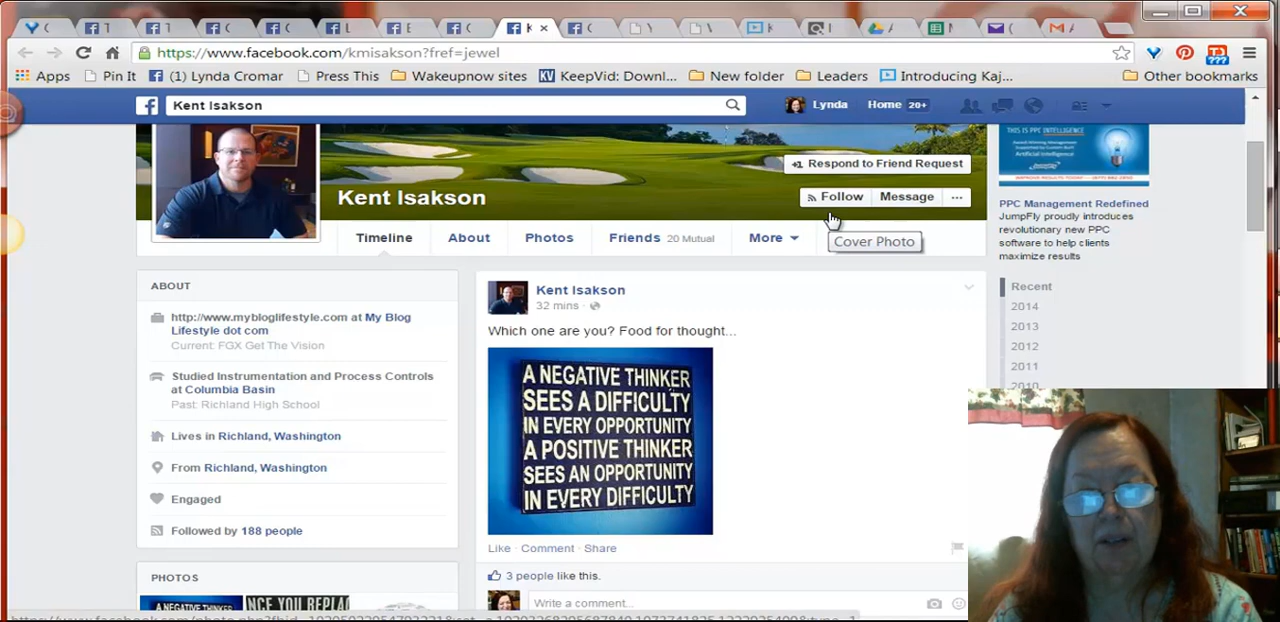 https://www.facebook.com/kmisakson?fref=jewel
Apps Pin It (1) Lynda Cromar Press This Wakeupnow sites KV KeepVid: Downl... New folder Leaders Introducing Kaj... Other bookmarks
Kent Isakson Lynda Home 20+
Respond to Friend Request
Kent Isakson Follow Message ...
Timeline About Photos Friends 20 Mutual More
Cover Photo
THIS IS PPC INTELLIGENCE
PPC Management Redefined
JumpFly proudly introduces
revolutionary new PPC
software to help clients
maximize results
Recent
2014
2013
2012
2011
2010
ABOUT
http://www.mybloglifestyle.com at My Blog
Lifestyle dot com
Current: FGX Get The Vision
Studied Instrumentation and Process Controls
at Columbia Basin
Past: Richland High School
Lives in Richland, Washington
From Richland, Washington
Engaged
Followed by 188 people
PHOTOS
A NEGATIVE THINKER
NCE YOU REPLAC
Kent Isakson
32 mins
Which one are you? Food for thought...
A NEGATIVE THINKER
SEES A DIFFICULTY
IN EVERY OPPORTUNITY
A POSITIVE THINKER
SEES AN OPPORTUNITY
IN EVERY DIFFICULTY
Like · Comment · Share
3 people like this.
Write a comment...